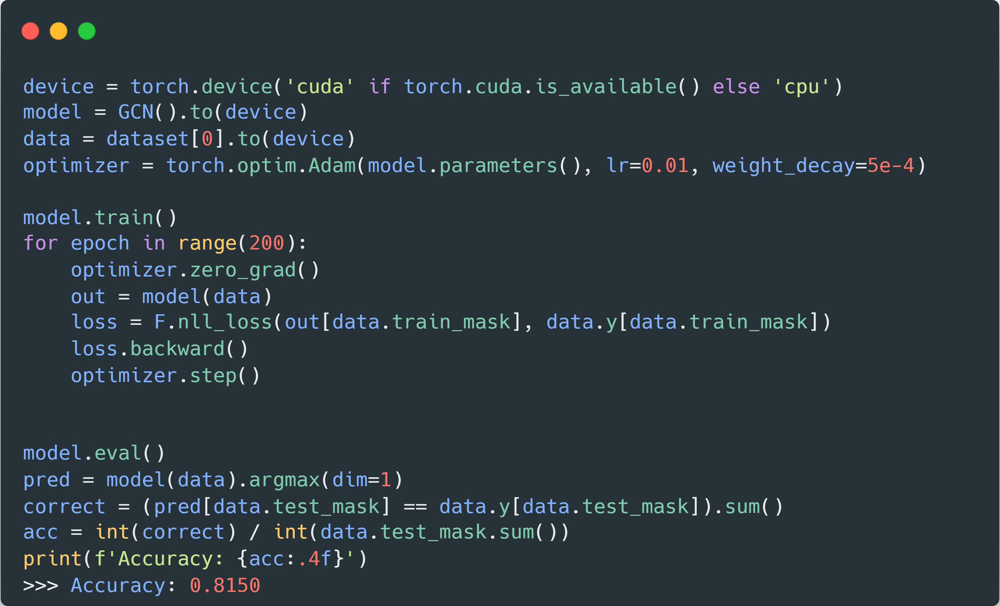 device = torch.device('cuda' if torch.cuda.is_available() else 'cpu')
model = GCN().to(device)
data = dataset[0].to(device)
optimizer = torch.optim.Adam(model.parameters(), lr=0.01, weight_decay=5e-4)

model.train()
for epoch in range(200):
    optimizer.zero_grad()
    out = model(data)
    loss = F.nll_loss(out[data.train_mask], data.y[data.train_mask])
    loss.backward()
    optimizer.step()

model.eval()
pred = model(data).argmax(dim=1)
correct = (pred[data.test_mask] == data.y[data.test_mask]).sum()
acc = int(correct) / int(data.test_mask.sum())
print(f'Accuracy: {acc:.4f}')
>>> Accuracy: 0.8150